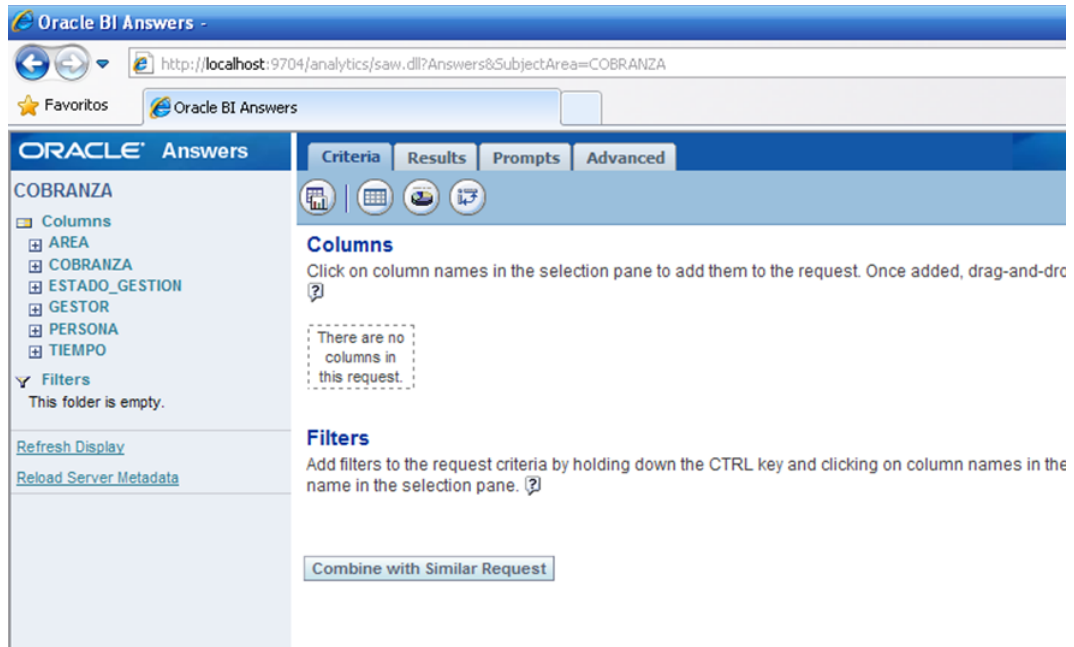 Oracle BI Answers -
http://localhost:9704/analytics/saw.dll?Answers&SubjectArea=COBRANZA
Favoritos
Oracle BI Answers
ORACLE Answers
COBRANZA
Columns
AREA
COBRANZA
ESTADO_GESTION
GESTOR
PERSONA
TIEMPO
Filters
This folder is empty.
Refresh Display
Reload Server Metadata
Criteria Results Prompts Advanced
Columns
Click on column names in the selection pane to add them to the request. Once added, drag-and-dro
There are no
columns in
this request.
Filters
Add filters to the request criteria by holding down the CTRL key and clicking on column names in the
name in the selection pane.
Combine with Similar Request